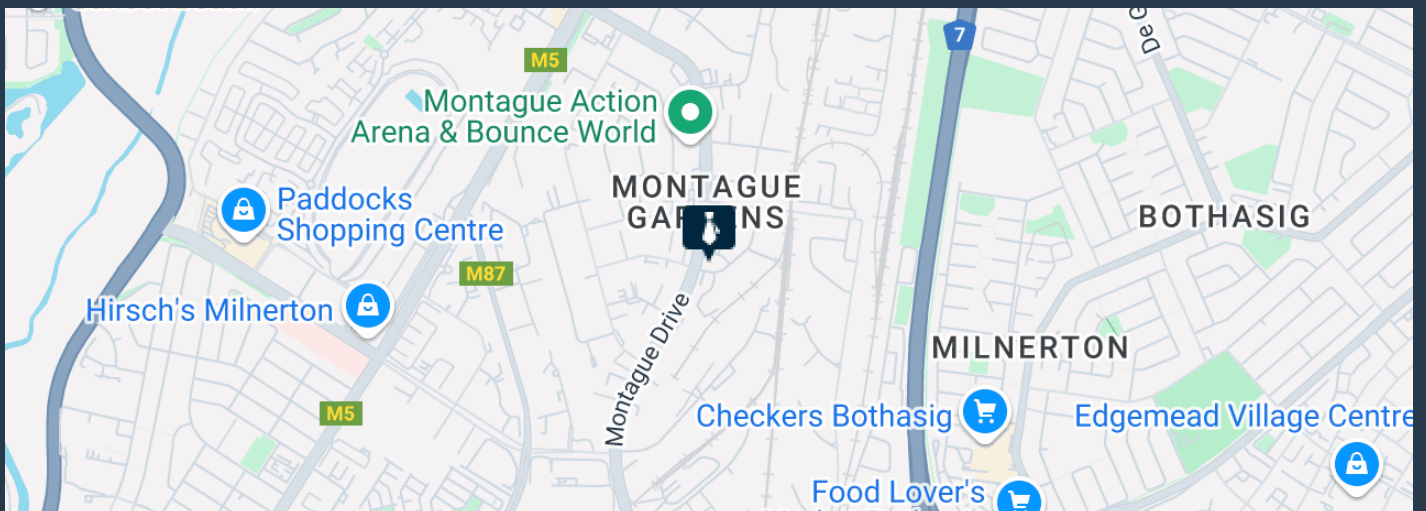 De G
7
M5
Montague Action
Arena & Bounce World
MONTAGUE
GARDENS
Paddocks
Shopping Centre
BOTHASIG
M87
Hirsch's Milnerton
Montague Drive
MILNERTON
M5
Checkers Bothasig
Edgemead Village Centre
Food Lover's